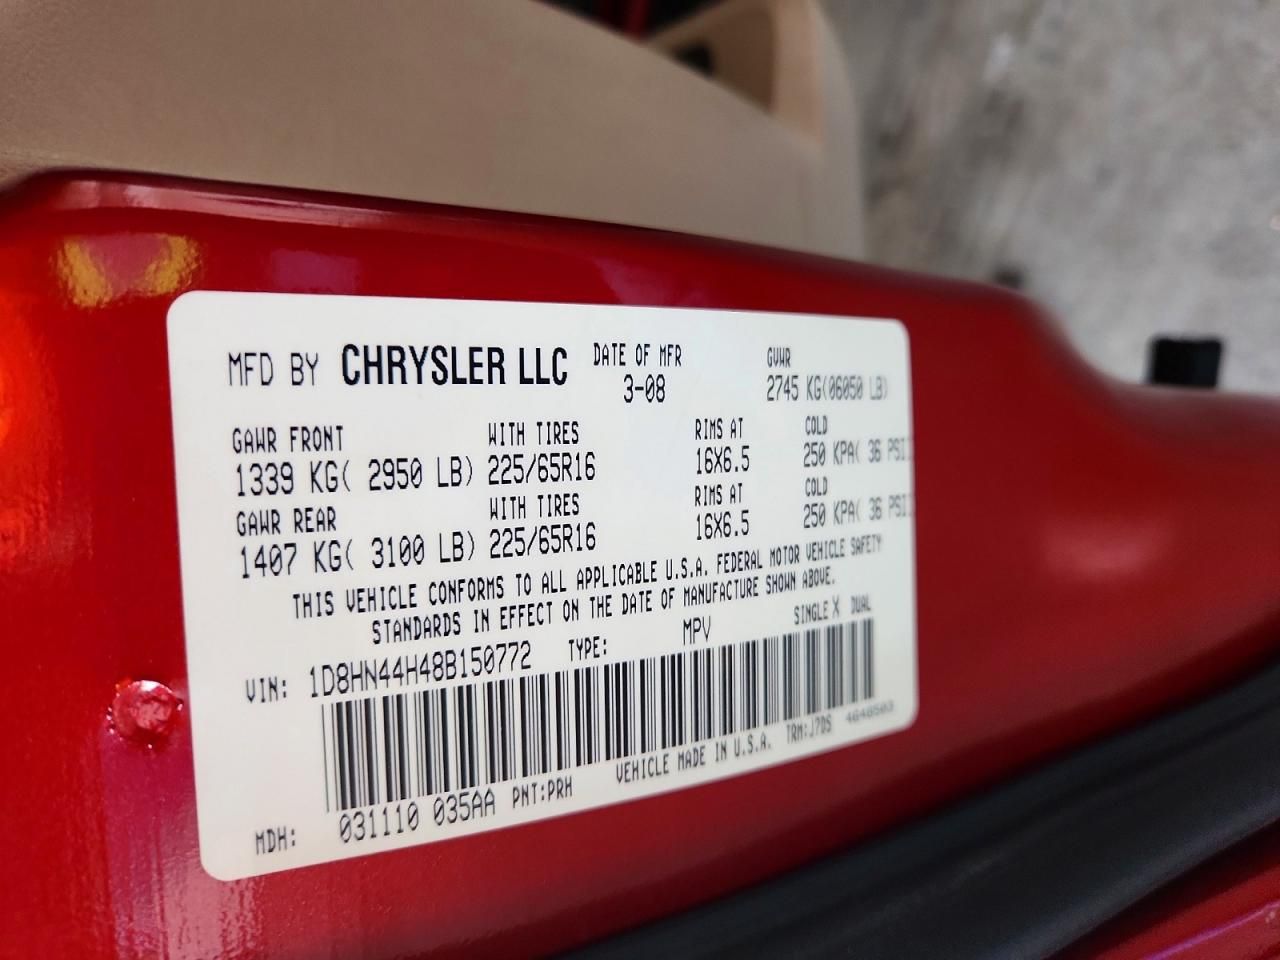 MFD BY CHRYSLER LLC DATE OF MFR 3-08 GVWR 2745 KG(06050 LB)
GAWR FRONT WITH TIRES RIMS AT COLD
1339 KG( 2950 LB) 225/65R16 16X6.5 250 KPA( 36 PSI)
GAWR REAR WITH TIRES RIMS AT COLD
1407 KG( 3100 LB) 225/65R16 16X6.5 250 KPA( 36 PSI)
THIS VEHICLE CONFORMS TO ALL APPLICABLE U.S.A. FEDERAL MOTOR VEHICLE SAFETY
STANDARDS IN EFFECT ON THE DATE OF MANUFACTURE SHOWN ABOVE.
VIN: 1D8HN44H48B150772 TYPE: MPV SINGLE X DUAL
MDH: 031110 035AA PNT:PRH VEHICLE MADE IN U.S.A. TRM:J7DS 4648503